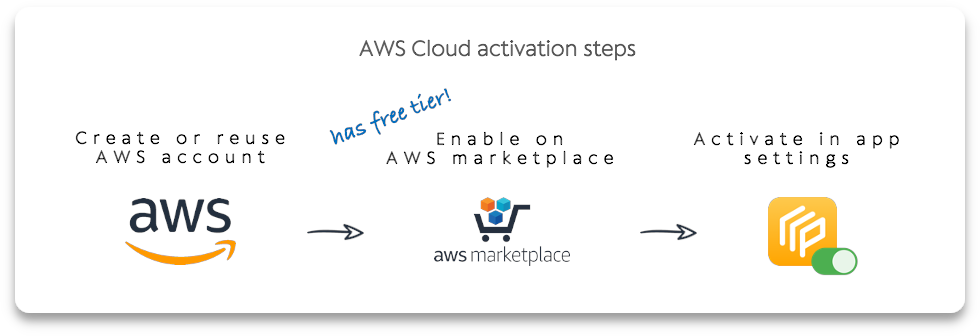 AWS Cloud activation steps
has free tier!
Create or reuse
AWS account
Enable on
AWS marketplace
Activate in app
settings
aws
aws marketplace